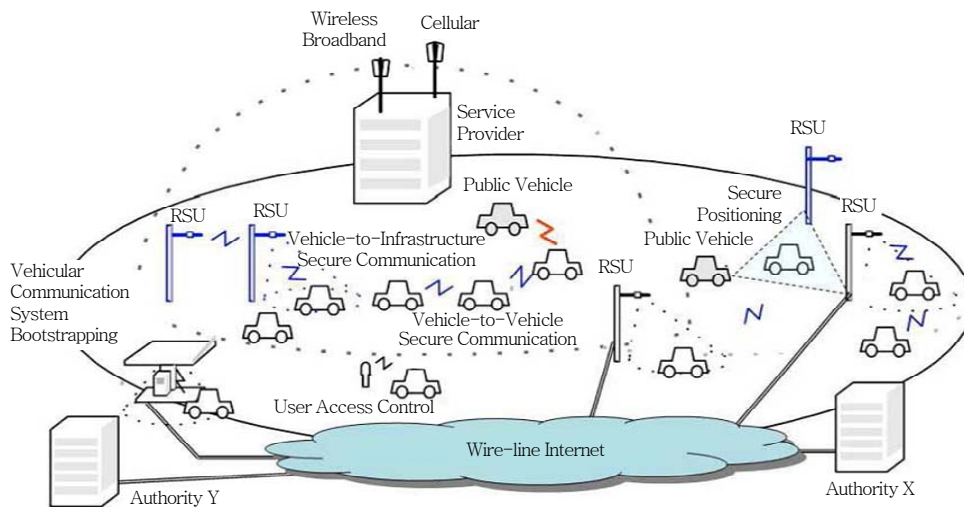 Wireless
Broadband
Cellular
Service
Provider
RSU
Public Vehicle
Secure
Positioning
RSU
RSU
RSU
Vehicle-to-Infrastructure
Secure Communication
Public Vehicle
RSU
Vehicular
Communication
System
Bootstrapping
Vehicle-to-Vehicle
Secure Communication
User Access Control
Wire-line Internet
Authority Y
Authority X